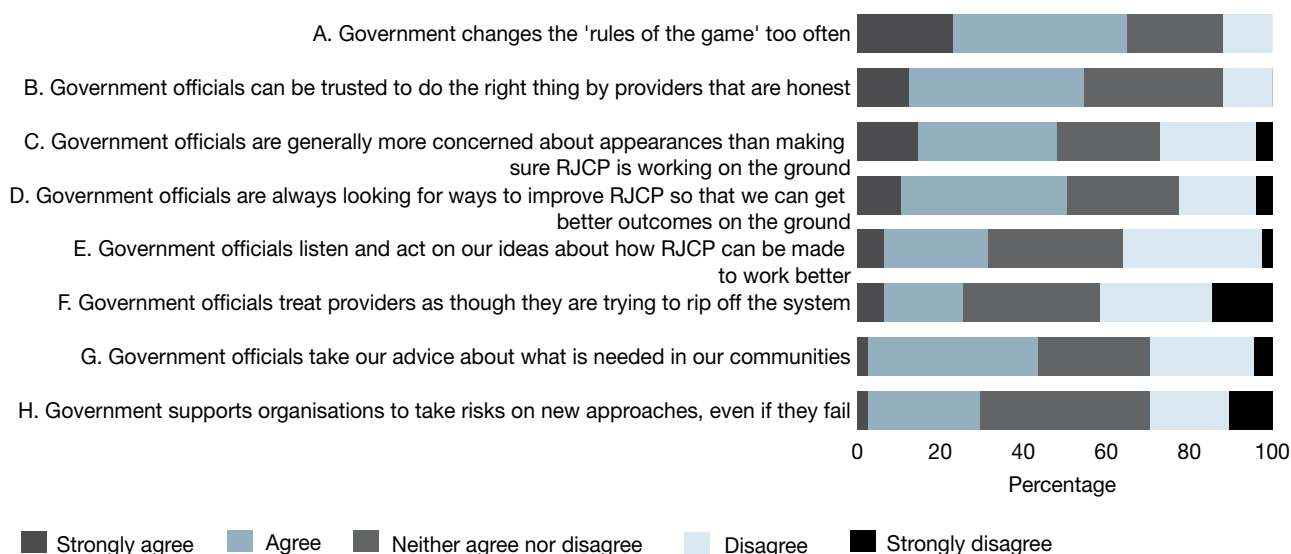 A. Government changes the 'rules of the game' too often
B. Government officials can be trusted to do the right thing by providers that are honest
C. Government officials are generally more concerned about appearances than making
sure RJCP is working on the ground
D. Government officials are always looking for ways to improve RJCP so that we can get
better outcomes on the ground
E. Government officials listen and act on our ideas about how RJCP can be made
to work better
F. Government officials treat providers as though they are trying to rip off the system
G. Government officials take our advice about what is needed in our communities
H. Government supports organisations to take risks on new approaches, even if they fail
0 20 40 60 80 100
Percentage
Strongly agree Agree Neither agree nor disagree Disagree Strongly disagree